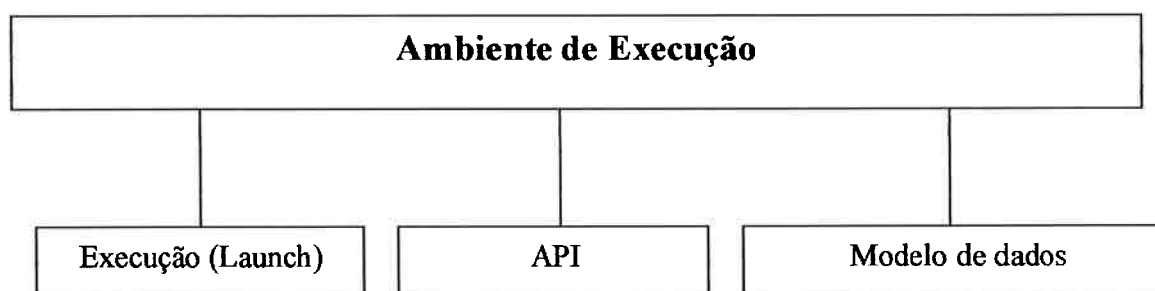 Ambiente de Execução
Execução (Launch)
API
Modelo de dados